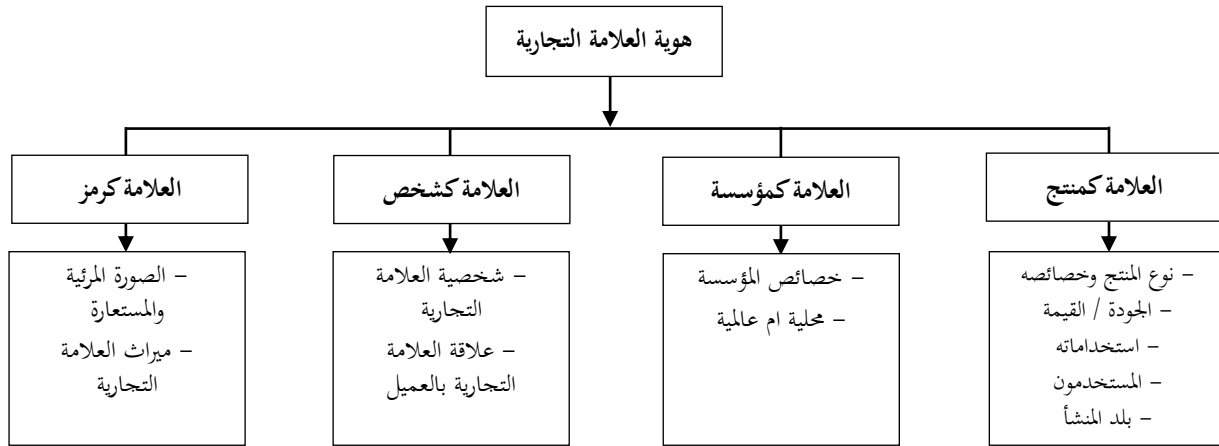 هوية العلامة التجارية
العلامة كمنتج
العلامة كمؤسسة
العلامة كشخص
العلامة كرمز
– نوع المنتج وخصائصه
– الجودة / القيمة
– استخداماته
– المستخدمون
– بلد المنشأ
– خصائص المؤسسة
– محلية ام عالمية
– شخصية العلامة
التجارية
– علاقة العلامة
التجارية بالعميل
– الصورة المرئية
والمستعارة
– ميراث العلامة
التجارية